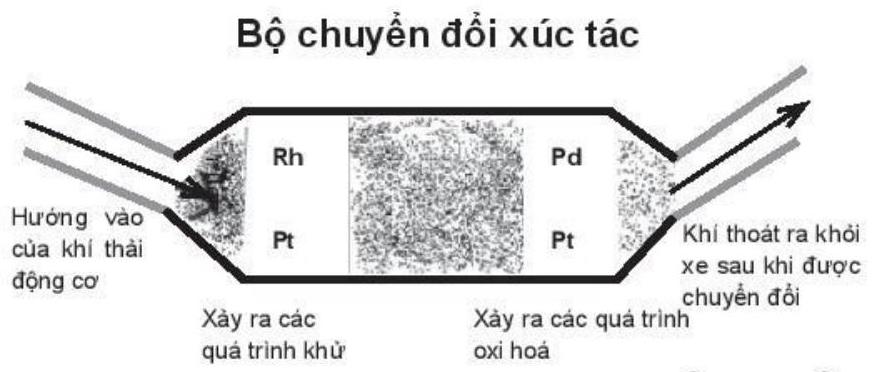 Bộ chuyển đổi xúc tác
Rh
Pd
Pt
Pt
Hướng vào
của khí thải
động cơ
Khí thoát ra khỏi
xe sau khi được
chuyển đổi
Xảy ra các
quá trình khử
Xảy ra các quá trình
oxi hoá